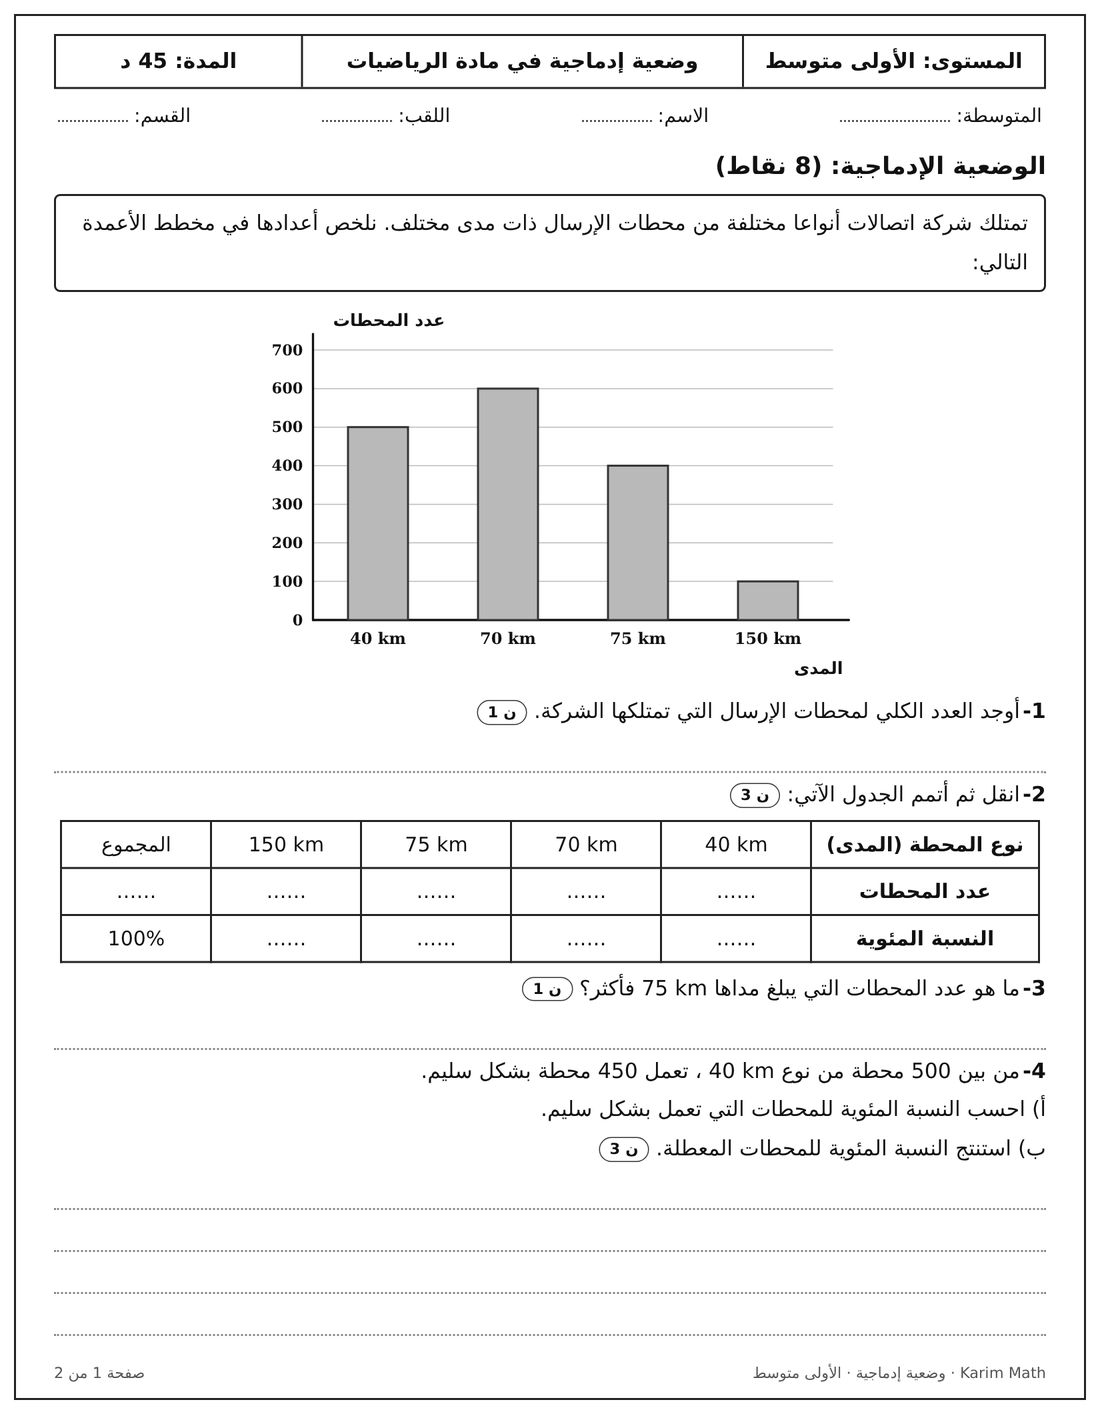 المستوى: الأولى متوسط وضعية إدماجية في مادة الرياضيات المدة: 45 د
المتوسطة: ............................ الاسم: .................. اللقب: .................. القسم: ..................
الوضعية الإدماجية: (8 نقاط)
تمتلك شركة اتصالات أنواعا مختلفة من محطات الإرسال ذات مدى مختلف. نلخص أعدادها في مخطط الأعمدة
التالي:
عدد المحطات
700
600
500
400
300
200
100
0
40 km 70 km 75 km 150 km
المدى
1- أوجد العدد الكلي لمحطات الإرسال التي تمتلكها الشركة. 1 ن
2- انقل ثم أتمم الجدول الآتي: 3 ن
نوع المحطة (المدى) 40 km 70 km 75 km 150 km المجموع
عدد المحطات ...... ...... ...... ...... ......
النسبة المئوية ...... ...... ...... ...... 100%
3- ما هو عدد المحطات التي يبلغ مداها 75 km فأكثر؟ 1 ن
4- من بين 500 محطة من نوع 40 km ، تعمل 450 محطة بشكل سليم.
أ) احسب النسبة المئوية للمحطات التي تعمل بشكل سليم.
ب) استنتج النسبة المئوية للمحطات المعطلة. 3 ن
Karim Math · وضعية إدماجية · الأولى متوسط صفحة 1 من 2